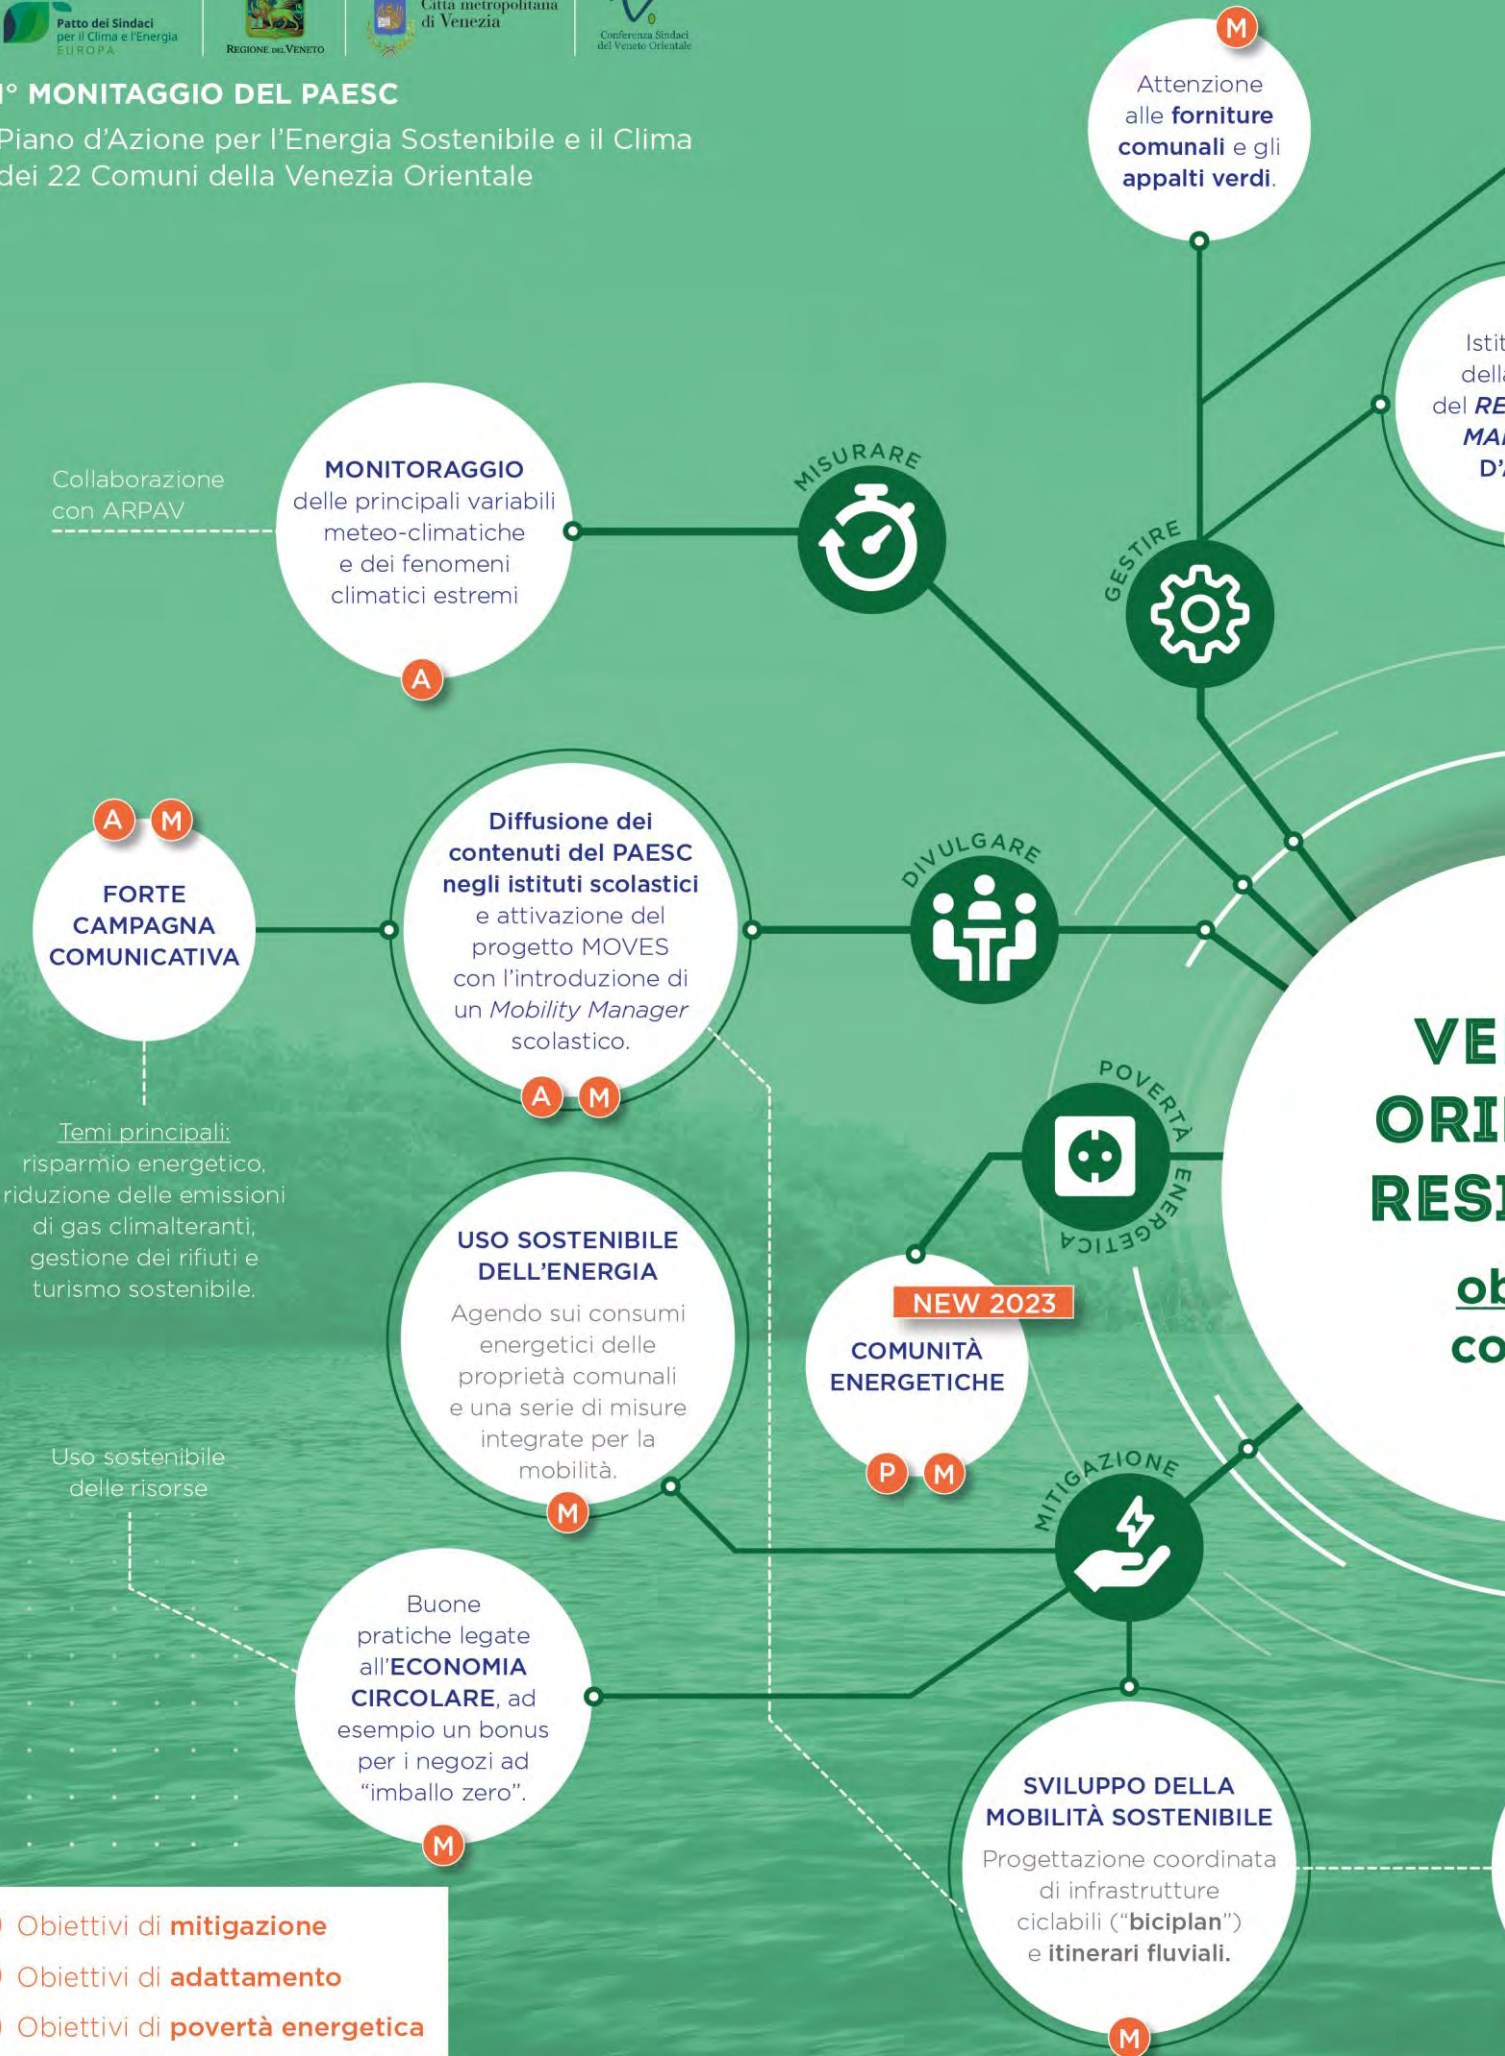 Patto dei Sindaci
per il Clima e l'Energia
EUROPA
REGIONE DEL VENETO
Città metropolitana
di Venezia
Conferenza Sindaci
del Veneto Orientale
1° MONITAGGIO DEL PAESC
Piano d'Azione per l'Energia Sostenibile e il Clima
dei 22 Comuni della Venezia Orientale
M
Attenzione
alle forniture
comunali e gli
appalti verdi.
Istit
della
del RE
MA
D'A
GESTIRE
MISURARE
Collaborazione
con ARPAV
MONITORAGGIO
delle principali variabili
meteo-climatiche
e dei fenomeni
climatici estremi
A
A M
FORTE
CAMPAGNA
COMUNICATIVA
Temi principali:
risparmio energetico,
riduzione delle emissioni
di gas climalteranti,
gestione dei rifiuti e
turismo sostenibile.
Diffusione dei
contenuti del PAESC
negli istituti scolastici
e attivazione del
progetto MOVES
con l'introduzione di
un Mobility Manager
scolastico.
A M
DIVULGARE
POVERTÀ ENERGETICA
VE
ORI
RESI
ob
co
USO SOSTENIBILE
DELL'ENERGIA
Agendo sui consumi
energetici delle
proprietà comunali
e una serie di misure
integrate per la
mobilità.
M
NEW 2023
COMUNITÀ
ENERGETICHE
P M
MITIGAZIONE
Uso sostenibile
delle risorse
Buone
pratiche legate
all'ECONOMIA
CIRCOLARE, ad
esempio un bonus
per i negozi ad
"imballo zero".
M
SVILUPPO DELLA
MOBILITÀ SOSTENIBILE
Progettazione coordinata
di infrastrutture
ciclabili ("biciplan")
e itinerari fluviali.
M
Obiettivi di mitigazione
Obiettivi di adattamento
Obiettivi di povertà energetica